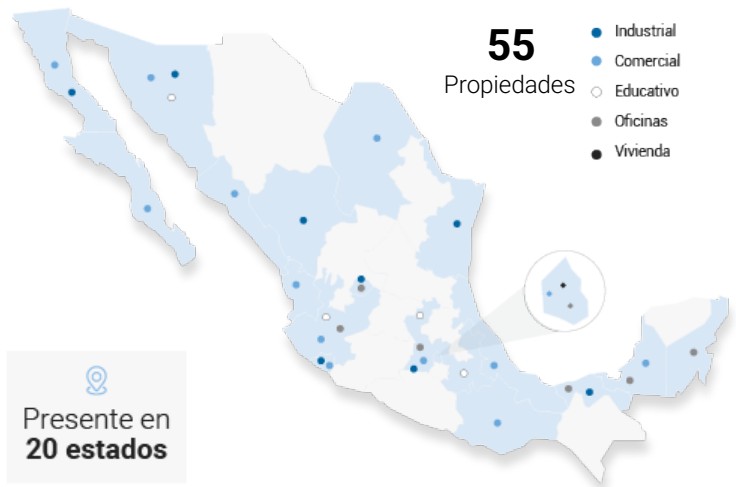 55
Propiedades
Industrial
Comercial
Educativo
Oficinas
Vivienda
Presente en
20 estados